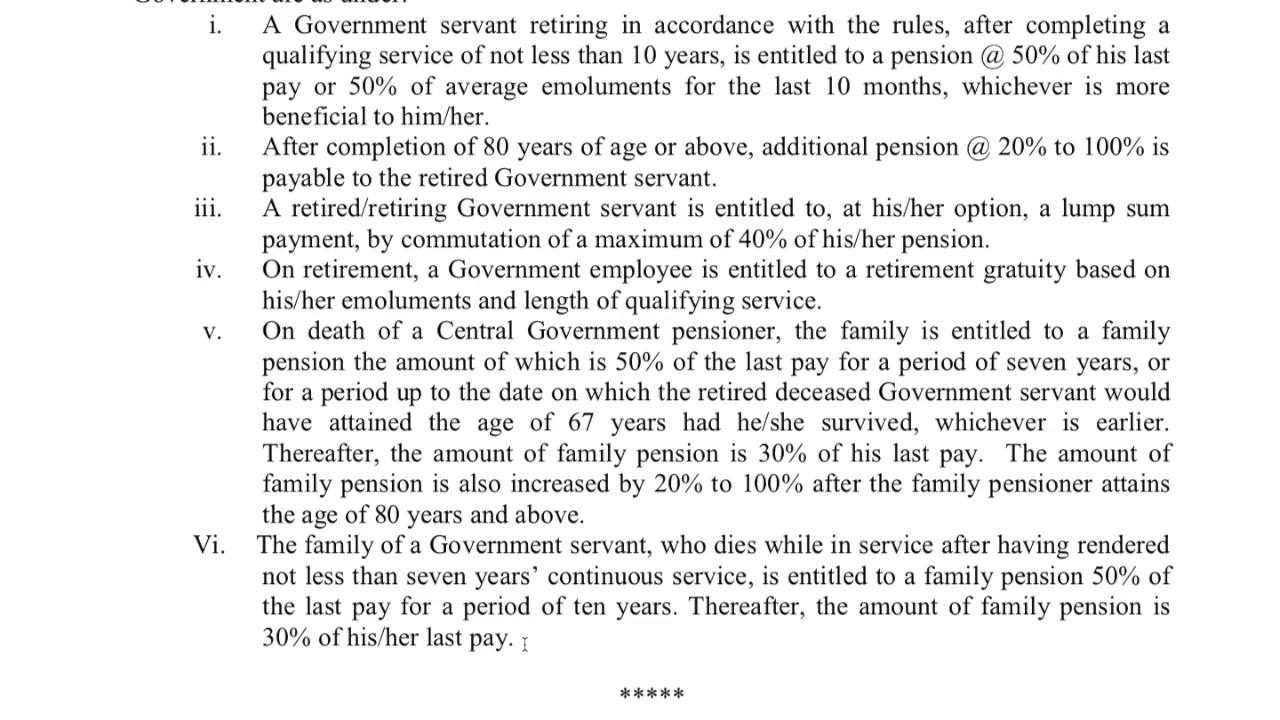 i. A Government servant retiring in accordance with the rules, after completing a
qualifying service of not less than 10 years, is entitled to a pension @ 50% of his last
pay or 50% of average emoluments for the last 10 months, whichever is more
beneficial to him/her.
ii. After completion of 80 years of age or above, additional pension @ 20% to 100% is
payable to the retired Government servant.
iii. A retired/retiring Government servant is entitled to, at his/her option, a lump sum
payment, by commutation of a maximum of 40% of his/her pension.
iv. On retirement, a Government employee is entitled to a retirement gratuity based on
his/her emoluments and length of qualifying service.
v. On death of a Central Government pensioner, the family is entitled to a family
pension the amount of which is 50% of the last pay for a period of seven years, or
for a period up to the date on which the retired deceased Government servant would
have attained the age of 67 years had he/she survived, whichever is earlier.
Thereafter, the amount of family pension is 30% of his last pay. The amount of
family pension is also increased by 20% to 100% after the family pensioner attains
the age of 80 years and above.
Vi. The family of a Government servant, who dies while in service after having rendered
not less than seven years’ continuous service, is entitled to a family pension 50% of
the last pay for a period of ten years. Thereafter, the amount of family pension is
30% of his/her last pay.
*****